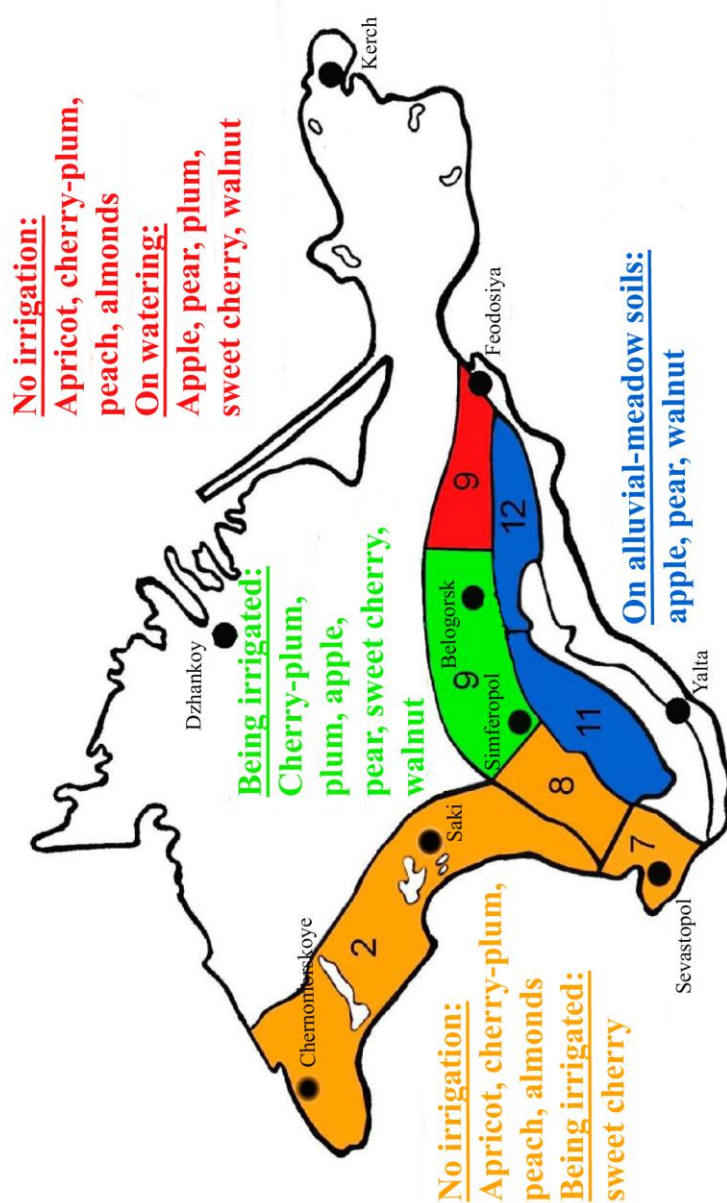 No irrigation:
Apricot, cherry-plum,
peach, almonds
On watering:
Apple, pear, plum,
sweet cherry, walnut
Kerch
Dzhankoy
Being irrigated:
Cherry-plum,
plum, apple,
pear, sweet cherry,
walnut
Feodosiya
9
Belogorsk
9
Simferopol
12
Chernomorskoye
Saki
2
8
11
7
Sevastopol
Yalta
No irrigation:
Apricot, cherry-plum,
peach, almonds
Being irrigated:
sweet cherry
On alluvial-meadow soils:
apple, pear, walnut